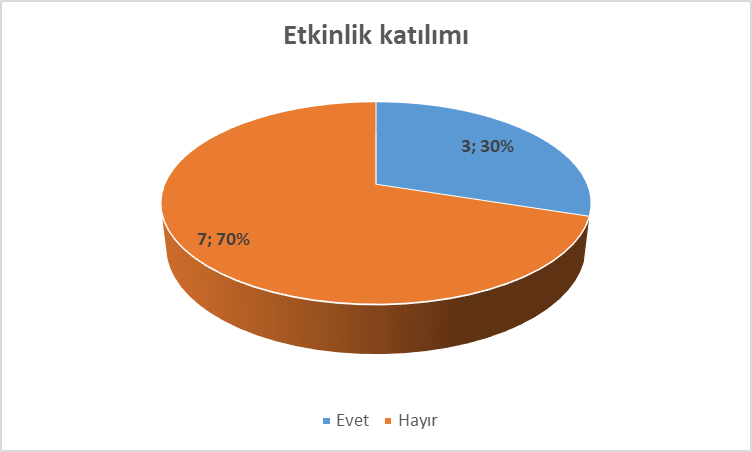 Etkinlik katılımı
3; 30%
7; 70%
Evet Hayır